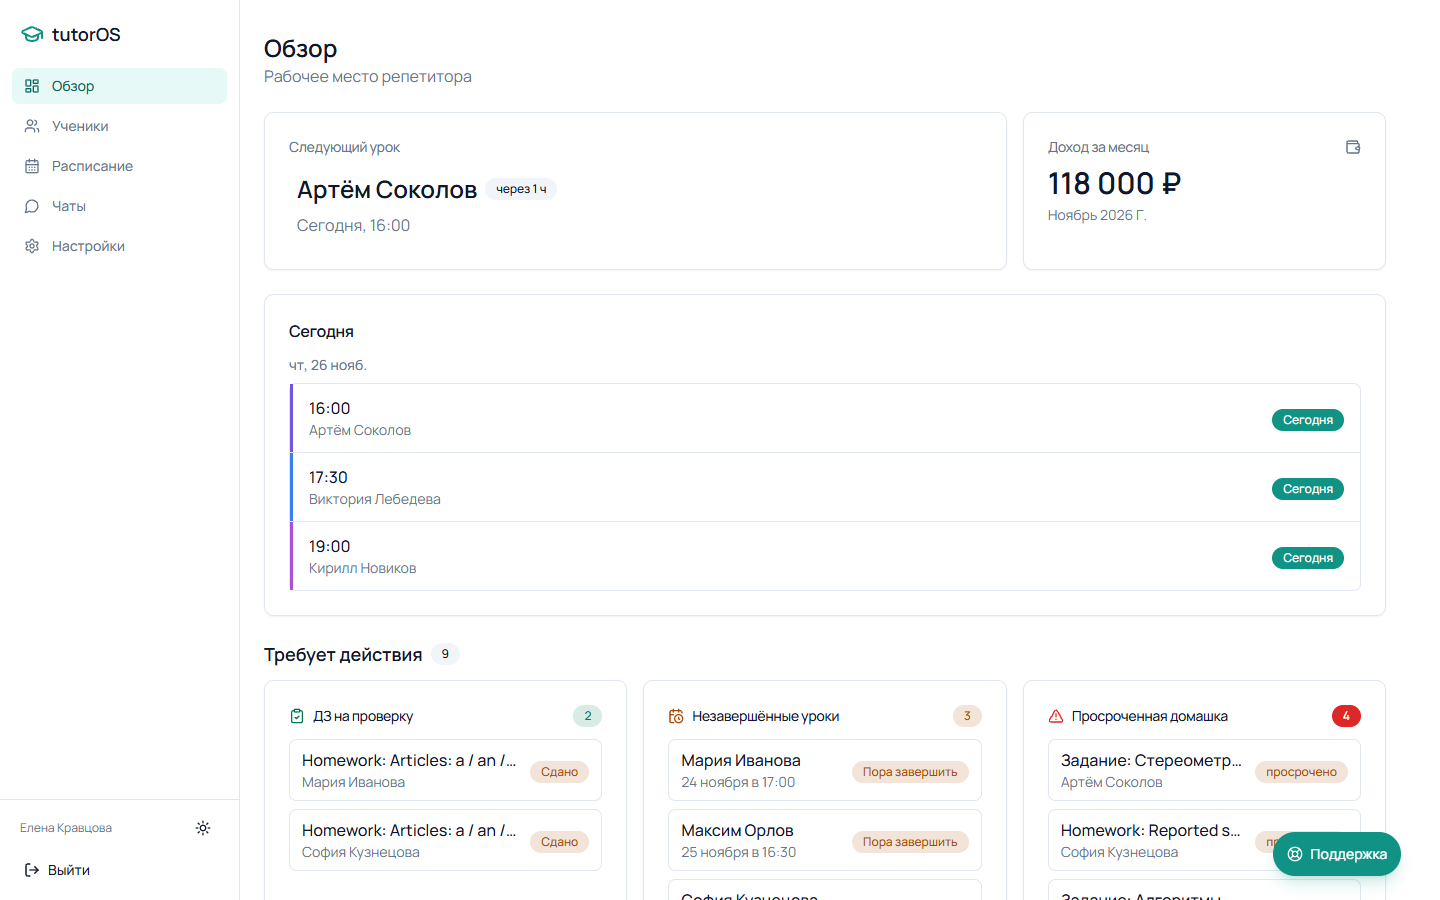 tutorOS
Обзор
Ученики
Расписание
Чаты
Настройки
Елена Кравцова
Выйти
Обзор
Рабочее место репетитора
Следующий урок
Артём Соколов через 1 ч
Сегодня, 16:00
Доход за месяц
118 000 ₽
Ноябрь 2026 Г.
Сегодня
чт, 26 нояб.
16:00
Артём Соколов
Сегодня
17:30
Виктория Лебедева
Сегодня
19:00
Кирилл Новиков
Сегодня
Требует действия 9
ДЗ на проверку 2
Homework: Articles: a / an /...
Мария Иванова
Сдано
Homework: Articles: a / an /...
София Кузнецова
Сдано
Незавершённые уроки 3
Мария Иванова
24 ноября в 17:00
Пора завершить
Максим Орлов
25 ноября в 16:30
Пора завершить
София Кузнецова
Просроченная домашка 4
Задание: Стереометр...
Артём Соколов
просрочено
Homework: Reported s...
София Кузнецова
Задание: Алгоритмы
Поддержка